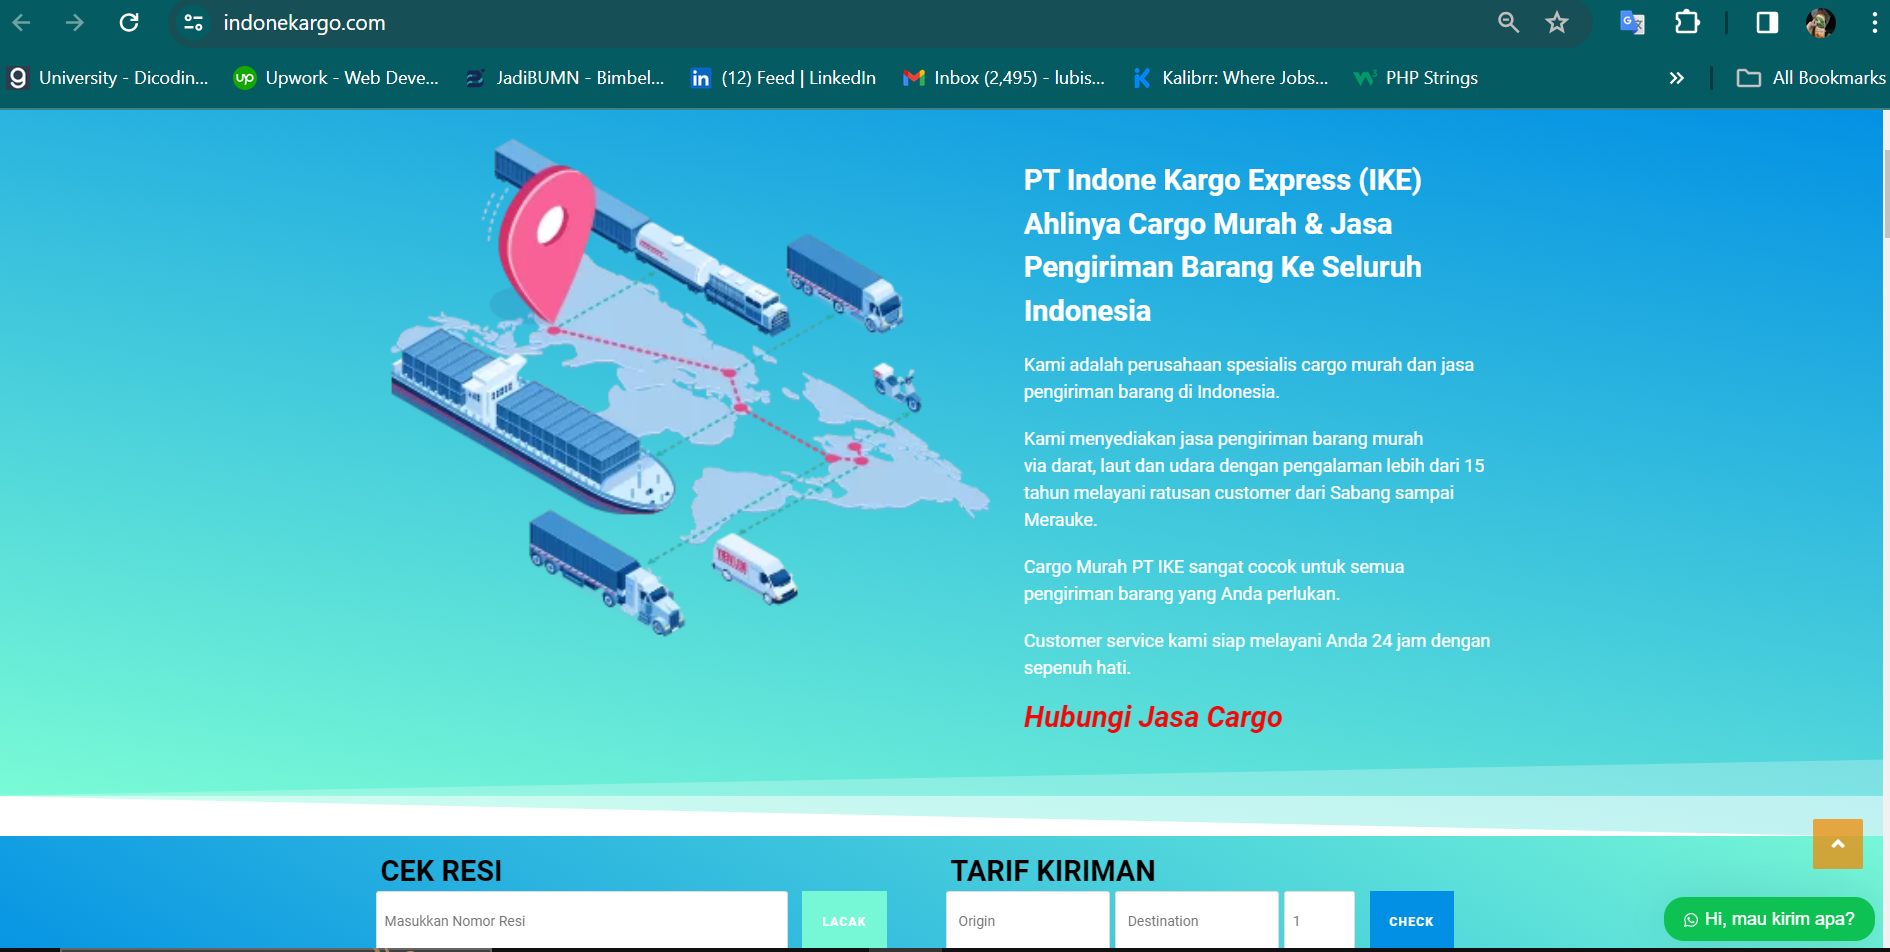 indonekargo.com
University - Dicodin...
Upwork - Web Deve...
JadiBUMN - Bimbel...
(12) Feed | LinkedIn
Inbox (2,495) - lubis...
Kalibrr: Where Jobs...
PHP Strings
All Bookmarks
PT Indone Kargo Express (IKE)
Ahlinya Cargo Murah & Jasa
Pengiriman Barang Ke Seluruh
Indonesia
Kami adalah perusahaan spesialis cargo murah dan jasa
pengiriman barang di Indonesia.
Kami menyediakan jasa pengiriman barang murah
via darat, laut dan udara dengan pengalaman lebih dari 15
tahun melayani ratusan customer dari Sabang sampai
Merauke.
Cargo Murah PT IKE sangat cocok untuk semua
pengiriman barang yang Anda perlukan.
Customer service kami siap melayani Anda 24 jam dengan
sepenuh hati.
Hubungi Jasa Cargo
CEK RESI
Masukkan Nomor Resi
LACAK
TARIF KIRIMAN
Origin
Destination
1
CHECK
Hi, mau kirim apa?